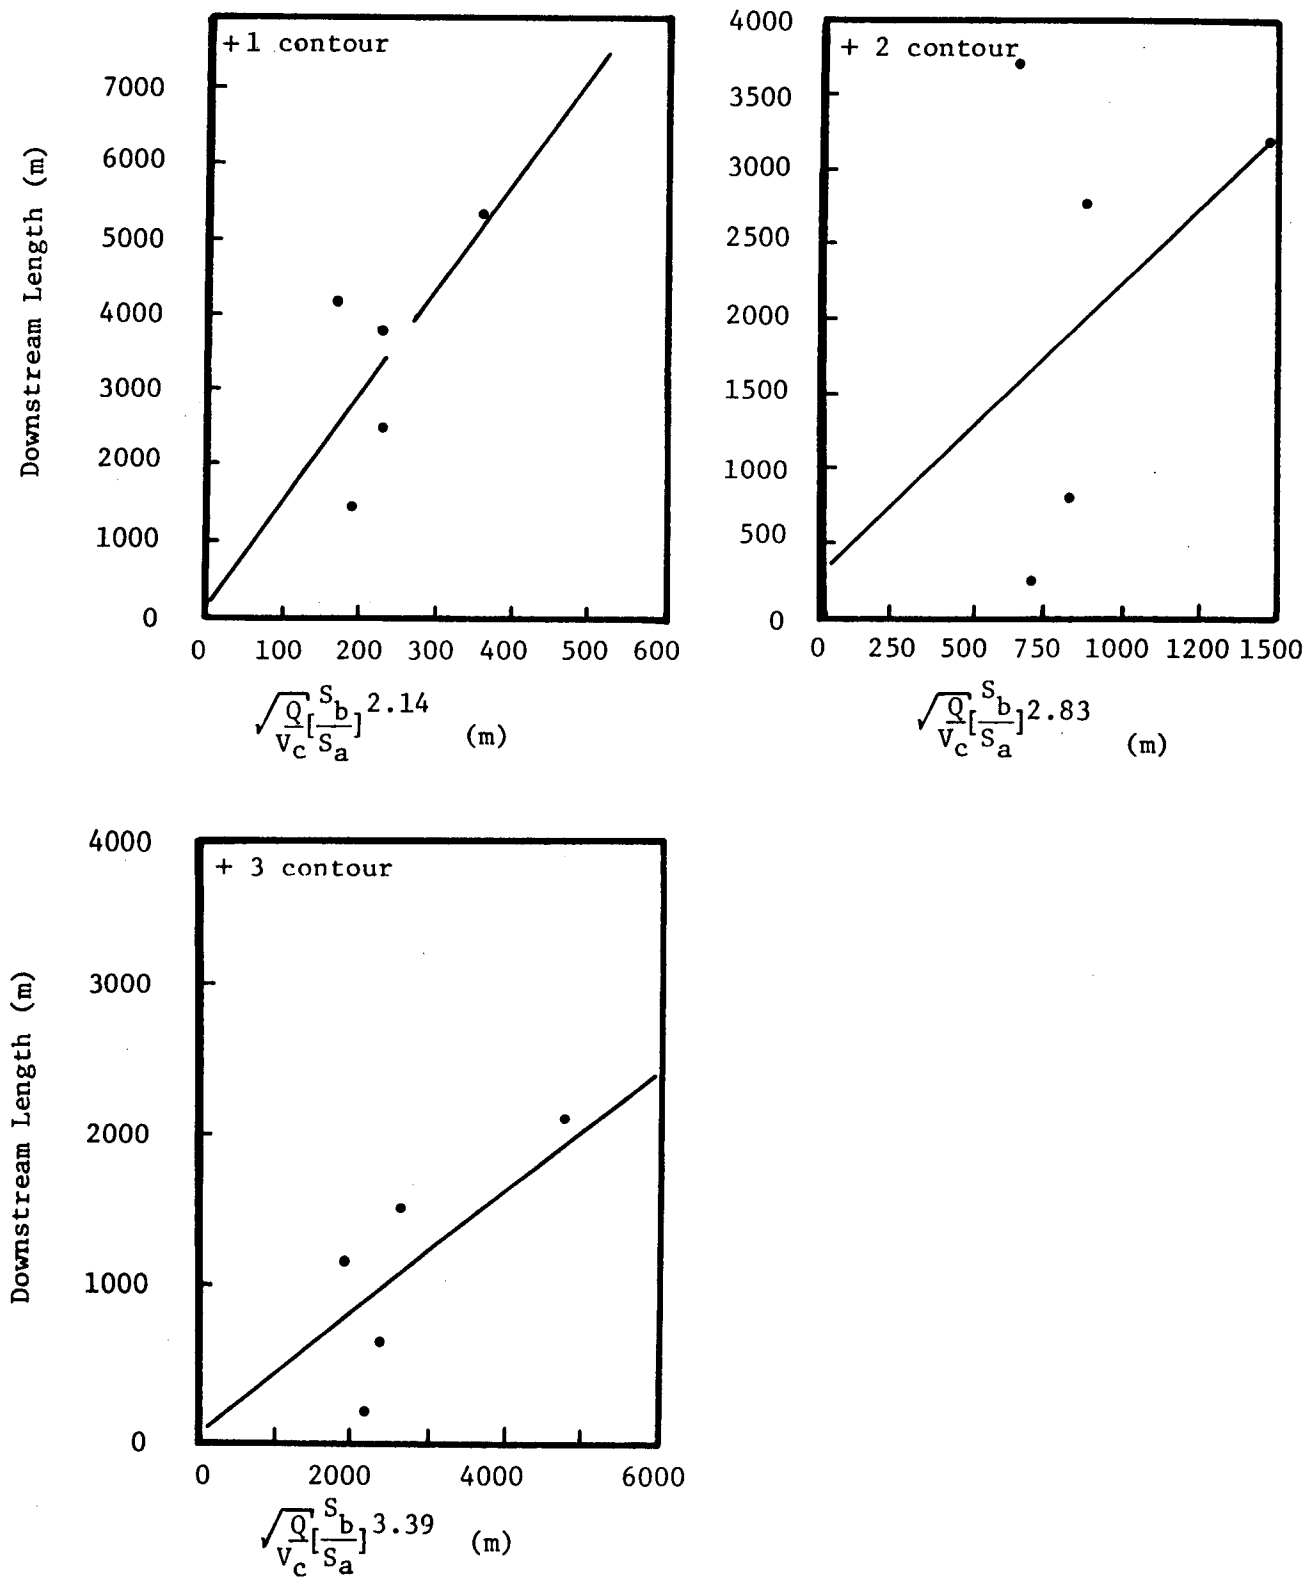 +1 contour
Downstream Length (m)
7000
6000
5000
4000
3000
2000
1000
0
0 100 200 300 400 500 600
√Q/Vc [Sb/Sa]2.14 (m)
+ 2 contour
4000
3500
3000
2500
2000
1500
1000
500
0
0 250 500 750 1000 1200 1500
√Q/Vc [Sb/Sa]2.83 (m)
+ 3 contour
Downstream Length (m)
4000
3000
2000
1000
0
0 2000 4000 6000
√Q/Vc [Sb/Sa]3.39 (m)